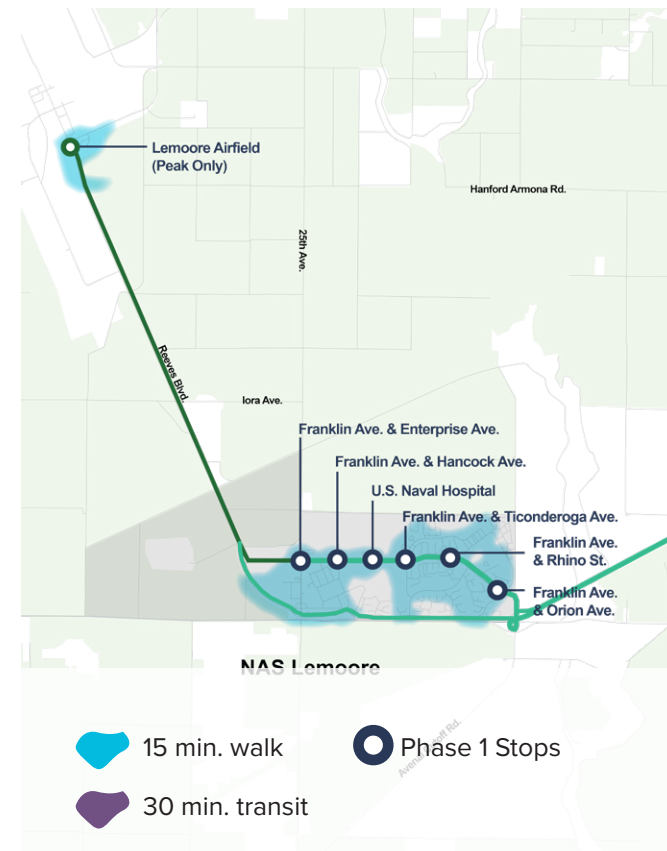 Lemoore Airfield
(Peak Only)
Hanford Armona Rd.
25th Ave.
Reeves Blvd.
Iora Ave.
Franklin Ave. & Enterprise Ave.
Franklin Ave. & Hancock Ave.
U.S. Naval Hospital
Franklin Ave. & Ticonderoga Ave.
Franklin Ave.
& Rhino St.
Franklin Ave.
& Orion Ave.
NAS Lemoore
15 min. walk
Phase 1 Stops
30 min. transit